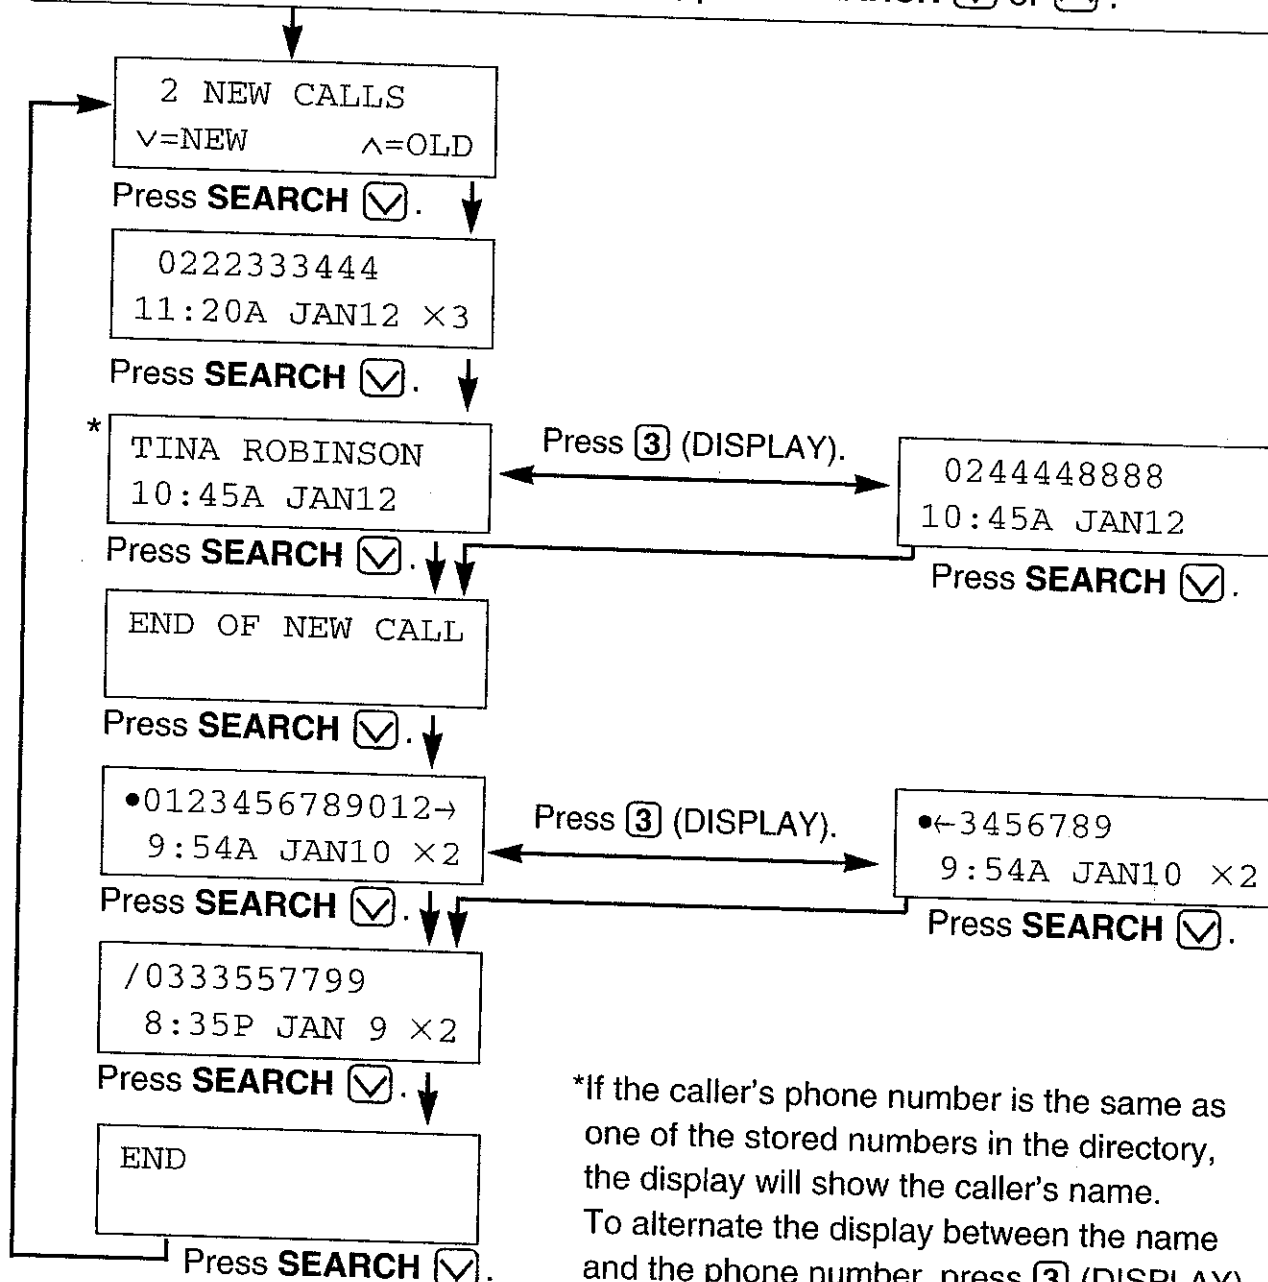 2 NEW CALLS
∨=NEW ∧=OLD
Press SEARCH ∨.
0222333444
11:20A JAN12 ×3
Press SEARCH ∨.
*
TINA ROBINSON
10:45A JAN12
Press 3 (DISPLAY).
0244448888
10:45A JAN12
Press SEARCH ∨.
Press SEARCH ∨.
END OF NEW CALL
Press SEARCH ∨.
●0123456789012→
9:54A JAN10 ×2
Press 3 (DISPLAY).
●←3456789
9:54A JAN10 ×2
Press SEARCH ∨.
Press SEARCH ∨.
/0333557799
8:35P JAN 9 ×2
Press SEARCH ∨.
END
Press SEARCH ∨.
*If the caller's phone number is the same as
one of the stored numbers in the directory,
the display will show the caller's name.
To alternate the display between the name
and the phone number, press 3 (DISPLAY)